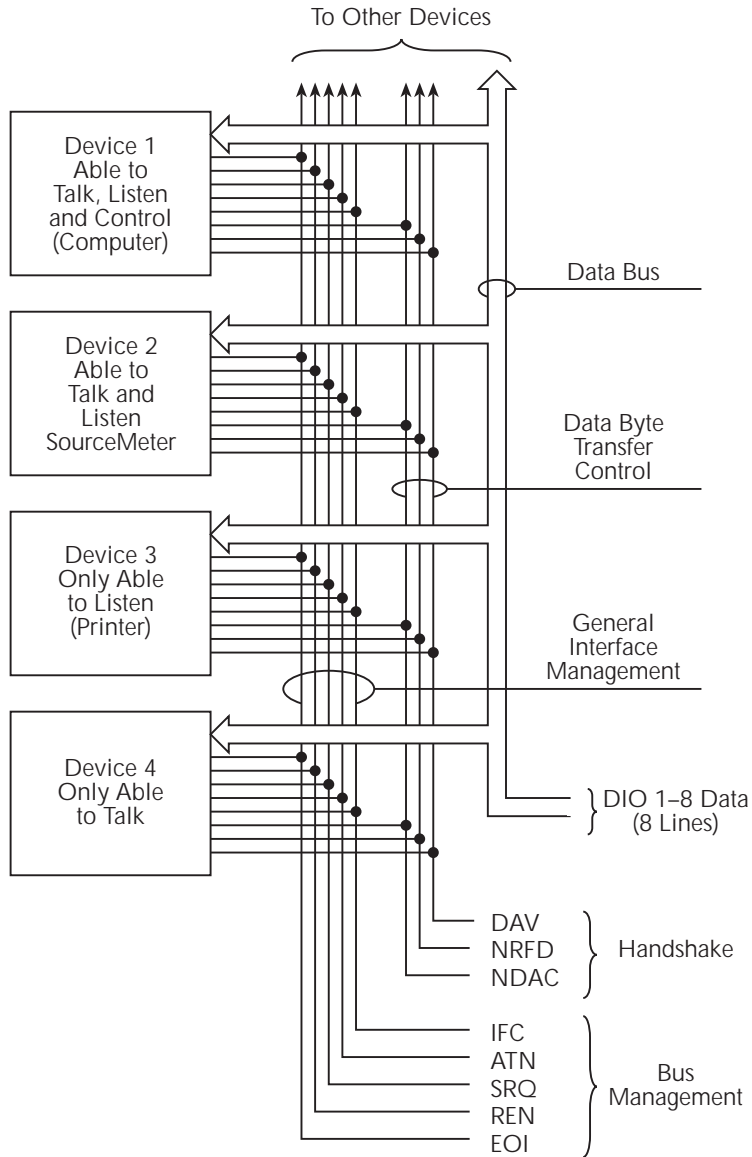 To Other Devices
Device 1
Able to
Talk, Listen
and Control
(Computer)
Data Bus
Device 2
Able to
Talk and
Listen
SourceMeter
Data Byte
Transfer
Control
Device 3
Only Able
to Listen
(Printer)
General
Interface
Management
Device 4
Only Able
to Talk
DIO 1–8 Data
(8 Lines)
DAV
NRFD
NDAC
Handshake
IFC
ATN
SRQ
REN
EOI
Bus
Management